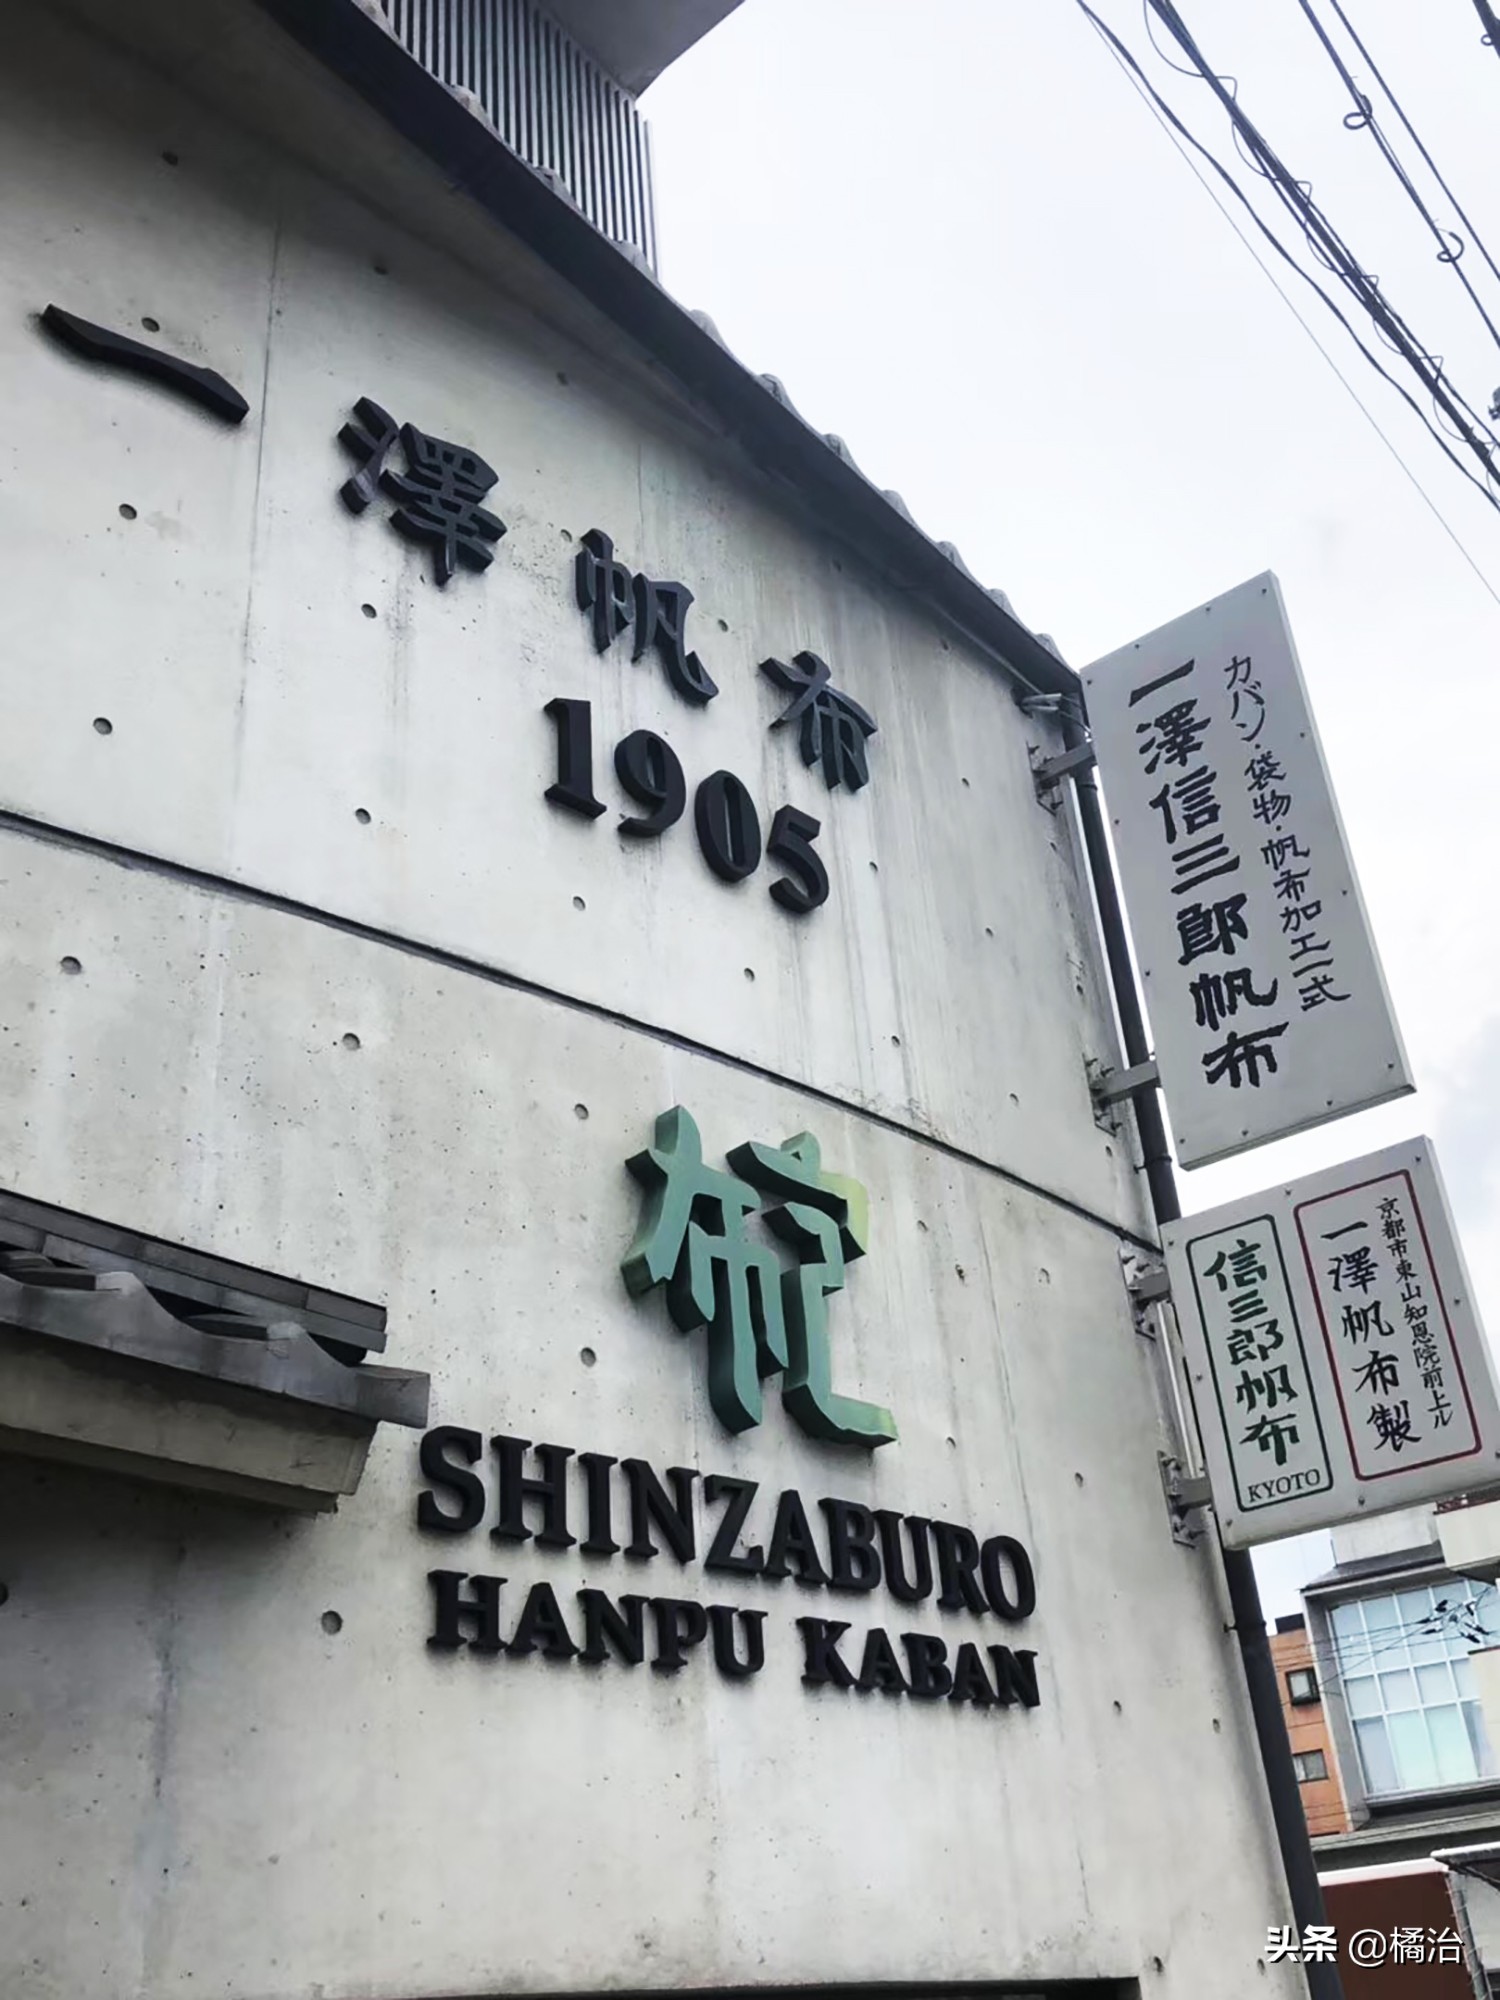 一澤帆布
1905
SHINZABURO
HANPU KABAN
カバン・袋物・帆布加工一式
一澤信三郎帆布
京都市東山知恩院前上ル
一澤帆布製
信三郎帆布
KYOTO
头条 @橘治